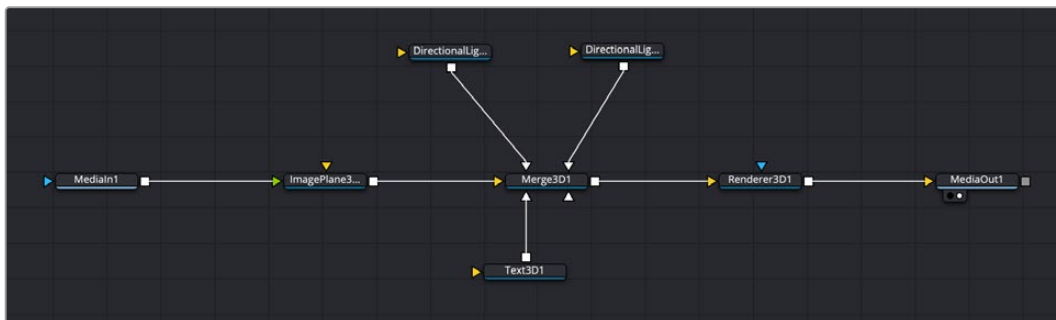 DirectionalLig...
DirectionalLig...
MediaIn1
ImagePlane3...
Merge3D1
Renderer3D1
MediaOut1
Text3D1